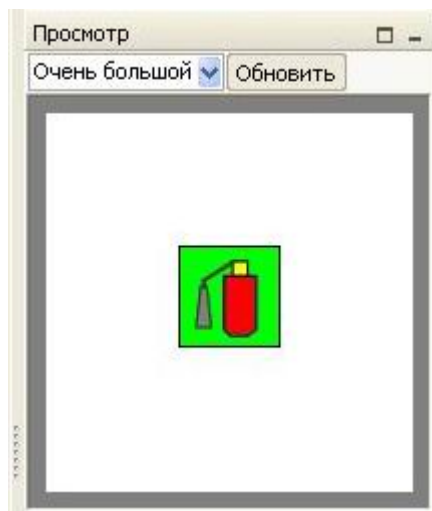 Просмотр
Очень большой Обновить